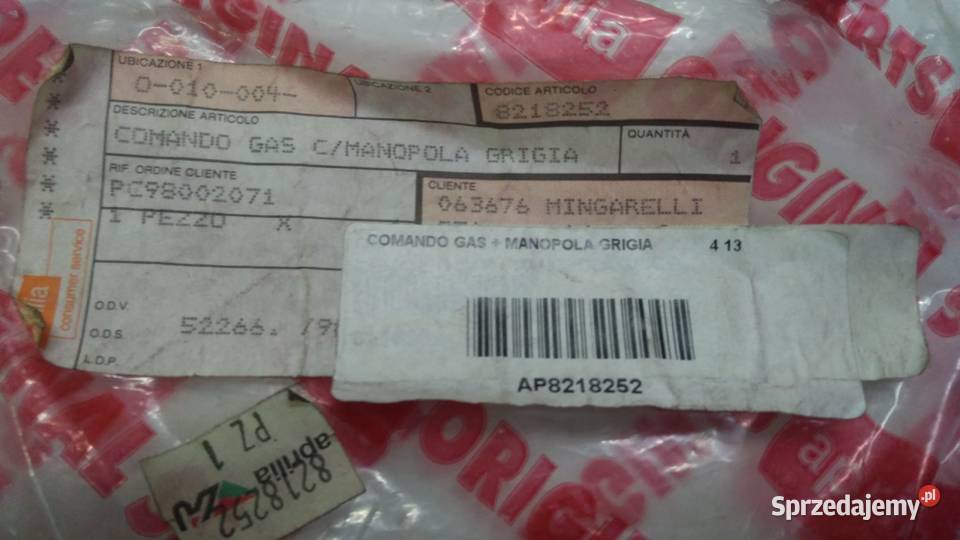 UBICAZIONE 1
0-010-004-
UBICAZIONE 2
CODICE ARTICOLO
8218252
DESCRIZIONE ARTICOLO
COMANDO GAS C/MANOPOLA GRIGIA
QUANTITÀ
1
RIF. ORDINE CLIENTE
PC98002071
CLIENTE
063676 MINGARELLI
1 PEZZO X
O.D.V.
O.D.S.
52266. /9
A.D.P.
consumer service
COMANDO GAS + MANOPOLA GRIGIA 4 13
AP8218252
8218252
aprilia
PZ 1
Sprzedajemy.pl